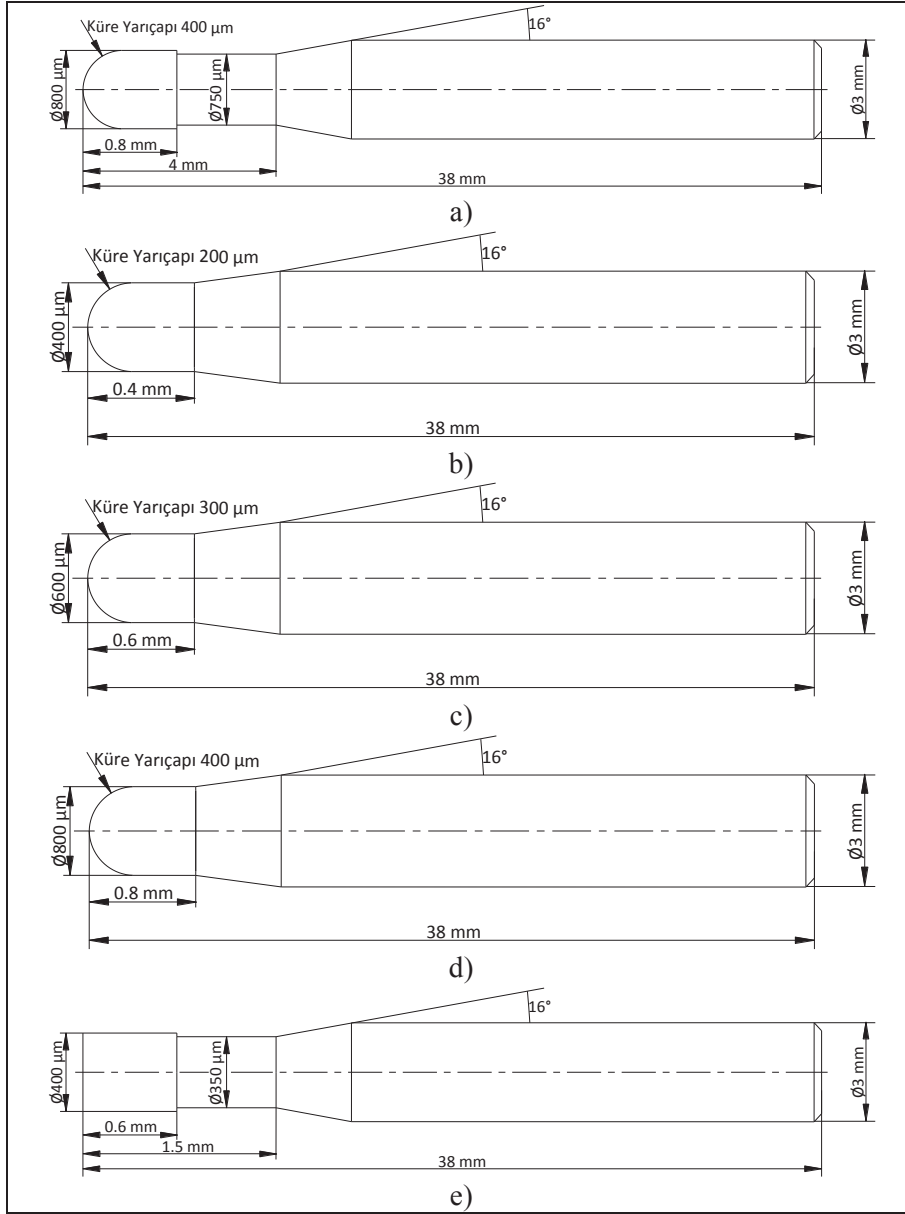 Küre Yarıçapı 400 µm
16°
Ø800 µm
Ø750 µm
Ø3 mm
0.8 mm
4 mm
38 mm
a)
Küre Yarıçapı 200 µm
16°
Ø400 µm
Ø3 mm
0.4 mm
38 mm
b)
Küre Yarıçapı 300 µm
16°
Ø600 µm
Ø3 mm
0.6 mm
38 mm
c)
Küre Yarıçapı 400 µm
16°
Ø800 µm
Ø3 mm
0.8 mm
38 mm
d)
16°
Ø400 µm
Ø350 µm
Ø3 mm
0.6 mm
1.5 mm
38 mm
e)